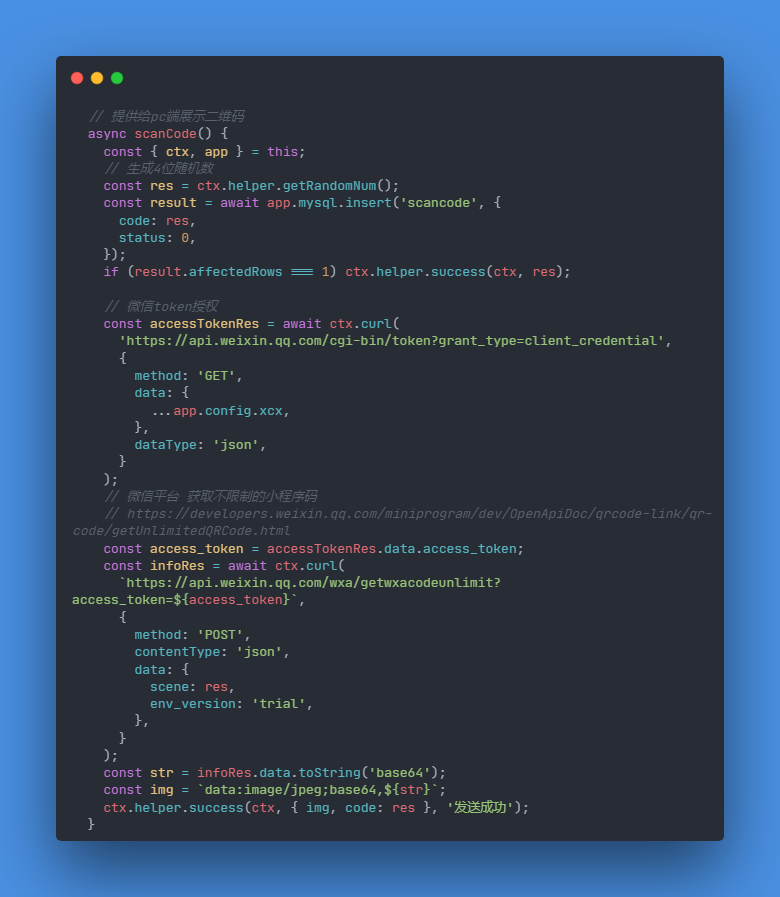 // 提供给pc端展示二维码
async scanCode() {
const { ctx, app } = this;
// 生成4位随机数
const res = ctx.helper.getRandomNum();
const result = await app.mysql.insert('scancode', {
code: res,
status: 0,
});
if (result.affectedRows === 1) ctx.helper.success(ctx, res);
// 微信token授权
const accessTokenRes = await ctx.curl(
'https://api.weixin.qq.com/cgi-bin/token?grant_type=client_credential',
{
method: 'GET',
data: {
...app.config.xcx,
},
dataType: 'json',
}
);
// 微信平台 获取不限制的小程序码
// https://developers.weixin.qq.com/miniprogram/dev/OpenApiDoc/qrcode-link/qr-
code/getUnlimitedQRCode.html
const access_token = accessTokenRes.data.access_token;
const infoRes = await ctx.curl(
`https://api.weixin.qq.com/wxa/getwxacodeunlimit?
access_token=${access_token}`,
{
method: 'POST',
contentType: 'json',
data: {
scene: res,
env_version: 'trial',
},
}
);
const str = infoRes.data.toString('base64');
const img = `data:image/jpeg;base64,${str}`;
ctx.helper.success(ctx, { img, code: res }, '发送成功');
}